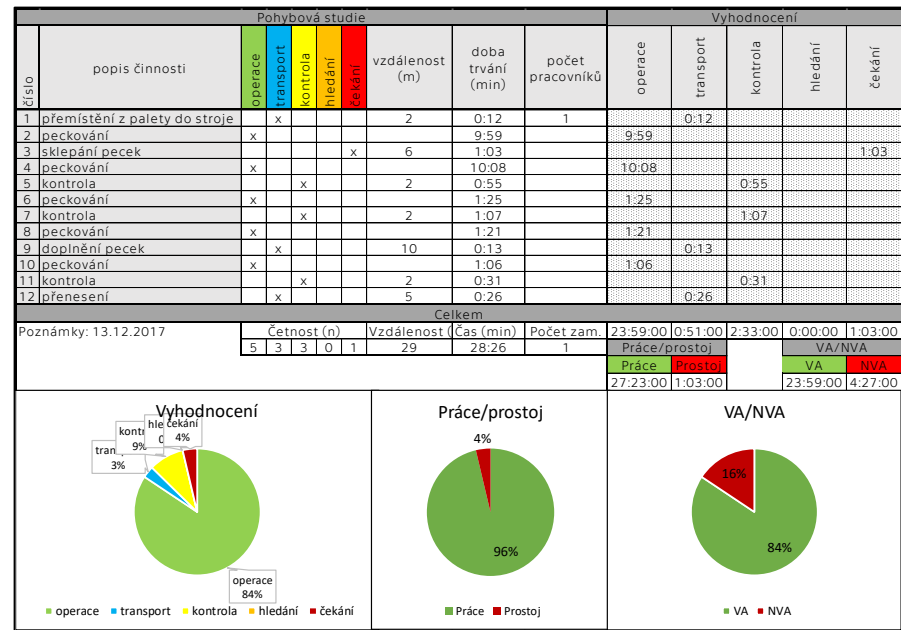 Pohybová studie Vyhodnocení
číslo popis činnosti operace transport kontrola hledání čekání vzdálenost (m) doba trvání (min) počet pracovníků operace transport kontrola hledání čekání
1 přemístění z palety do stroje x 2 0:12 1 0:12
2 peckování x 9:59 9:59
3 sklepání pecek x 6 1:03 1:03
4 peckování x 10:08 10:08
5 kontrola x 2 0:55 0:55
6 peckování x 1:25 1:25
7 kontrola x 2 1:07 1:07
8 peckování x 1:21 1:21
9 doplnění pecek x 10 0:13 0:13
10 peckování x 1:06 1:06
11 kontrola x 2 0:31 0:31
12 přenesení x 5 0:26 0:26
Celkem
Poznámky: 13.12.2017 Četnost (n) Vzdálenost ( Čas (min) Počet zam. 23:59:00 0:51:00 2:33:00 0:00:00 1:03:00
5 3 3 0 1 29 28:26 1 Práce/prostoj VA/NVA
Práce Prostoj VA NVA
27:23:00 1:03:00 23:59:00 4:27:00
Vyhodnocení
čekání
4%
hle
0
kont
9%
tran
3%
operace
84%
operace transport kontrola hledání čekání
Práce/prostoj
4%
96%
Práce Prostoj
VA/NVA
16%
84%
VA NVA